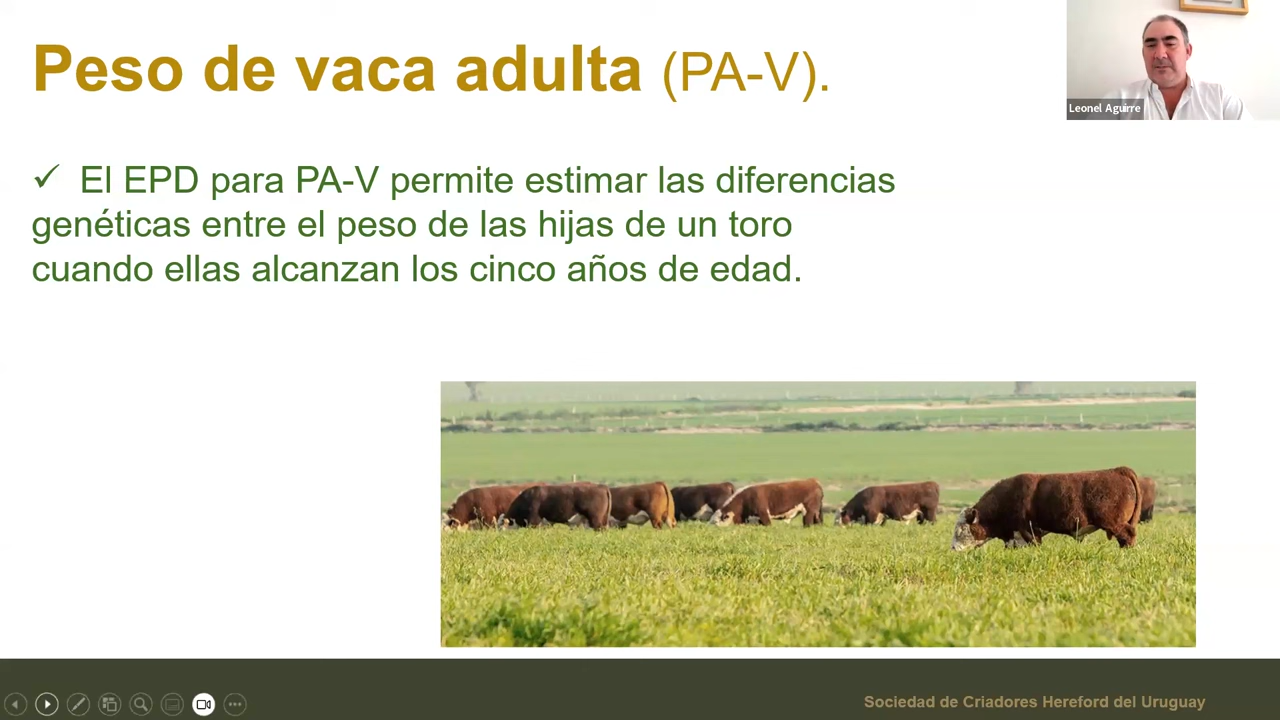 Peso de vaca adulta (PA-V).
Leonel Aguirre
✓ El EPD para PA-V permite estimar las diferencias
genéticas entre el peso de las hijas de un toro
cuando ellas alcanzan los cinco años de edad.
Sociedad de Criadores Hereford del Uruguay